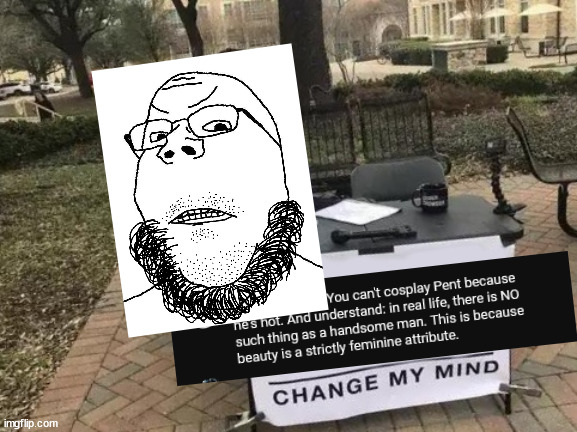 You can't cosplay Pent because
he's hot. And understand: in real life, there is NO
such thing as a handsome man. This is because
beauty is a strictly feminine attribute.
CHANGE MY MIND
imgflip.com